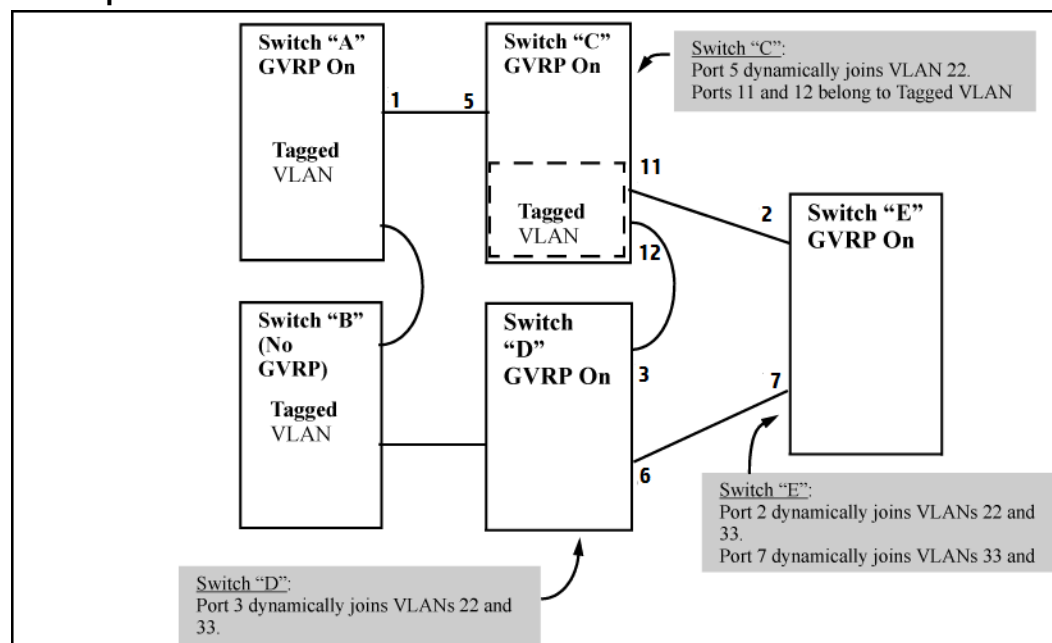 Switch “A”
GVRP On
Tagged
VLAN
1
5
Switch “C”
GVRP On
Tagged
VLAN
11
12
Switch “C”:
Port 5 dynamically joins VLAN 22.
Ports 11 and 12 belong to Tagged VLAN
2
Switch “E”
GVRP On
7
Switch “B”
(No
GVRP)
Tagged
VLAN
Switch
“D”
GVRP On
3
6
Switch “E”:
Port 2 dynamically joins VLANs 22 and
33.
Port 7 dynamically joins VLANs 33 and
Switch “D”:
Port 3 dynamically joins VLANs 22 and
33.